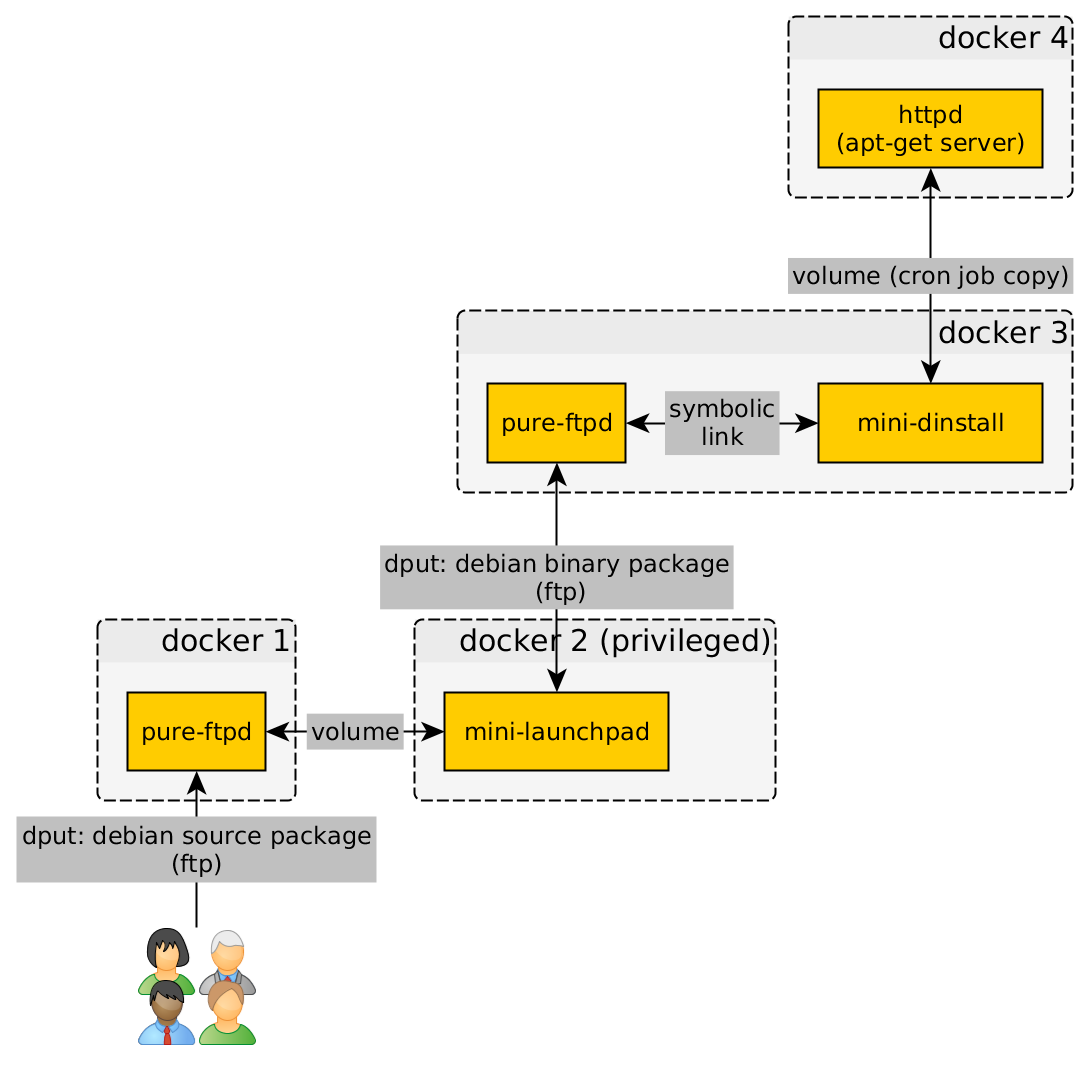 docker 4
httpd
(apt-get server)
volume (cron job copy)
docker 3
pure-ftpd
symbolic
link
mini-dinstall
dput: debian binary package
(ftp)
docker 1
docker 2 (privileged)
pure-ftpd
volume
mini-launchpad
dput: debian source package
(ftp)